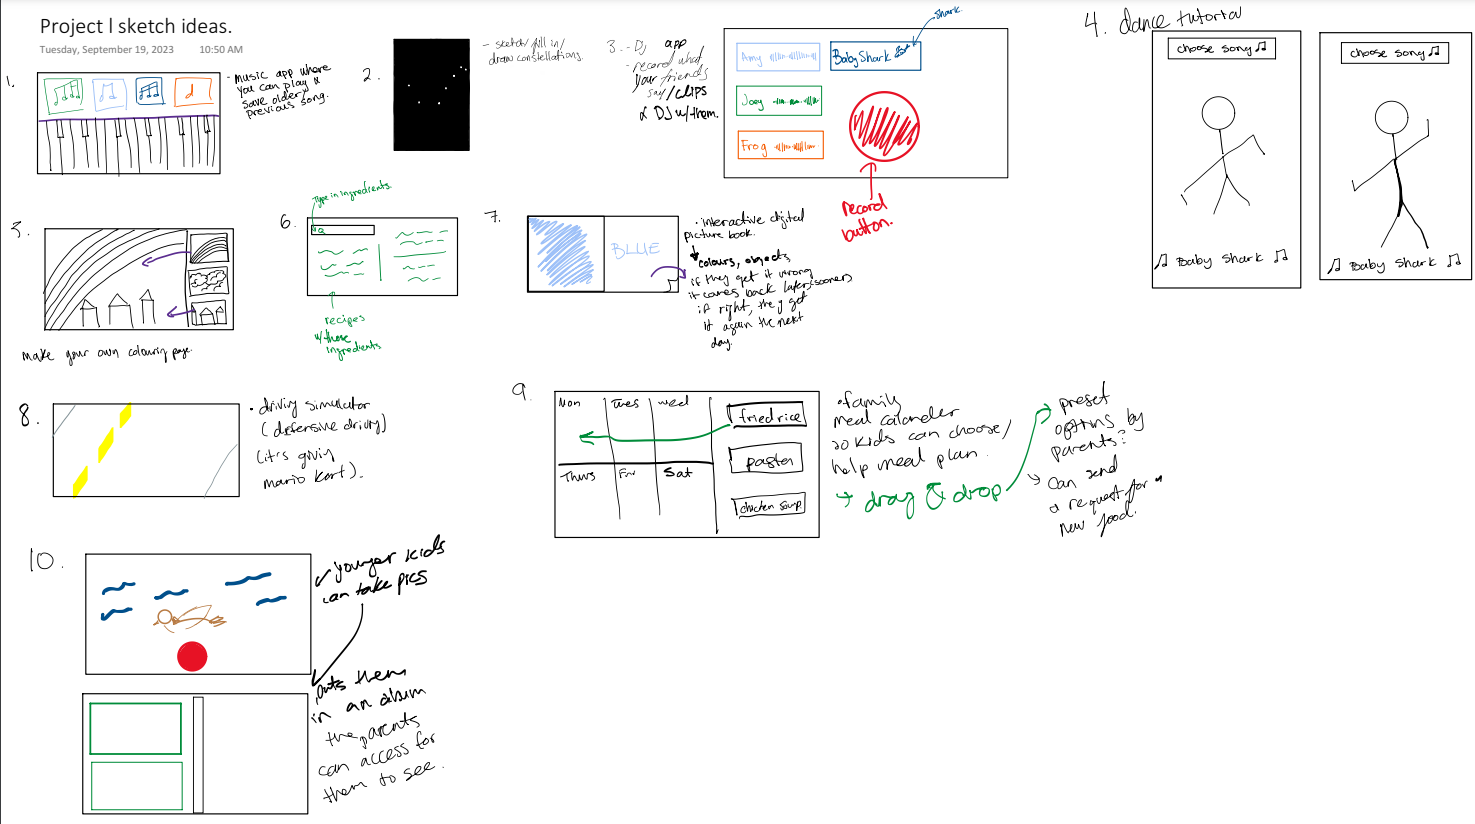 Project 1 sketch ideas.
Tuesday, September 19, 2023 10:50 AM
1.
- Music app where
you can play &
save older/
previous song.
2.
- sketch/fill in/
draw constellations.
3. - DJ app
- record what
your friends
say/clips
& DJ w/them.
Amy
Baby Shark
shark
Joey
Frog
record
button.
4. dance tutorial
choose song
Baby Shark
choose song
Baby Shark
5.
make your own colouring page.
6.
Type in ingredients.
recipes
w/those
ingredients
7.
BLUE
• interactive digital
picture book.
colours, objects
if they get it wrong
it comes back later (sooner)
if right, they get
it again the next
day.
8.
• driving simulator
(defensive driving)
(it's giving
mario kart).
9.
Mon Tues Wed
Thurs Fri Sat
fried rice
pasta
chicken soup
• family
meal calander
so kids can choose/
help meal plan.
drag & drop
preset
options by
parents?
can send
a request for a
new food.
10.
younger kids
can take pics
puts them
in an album
the parents
can access for
them to see.